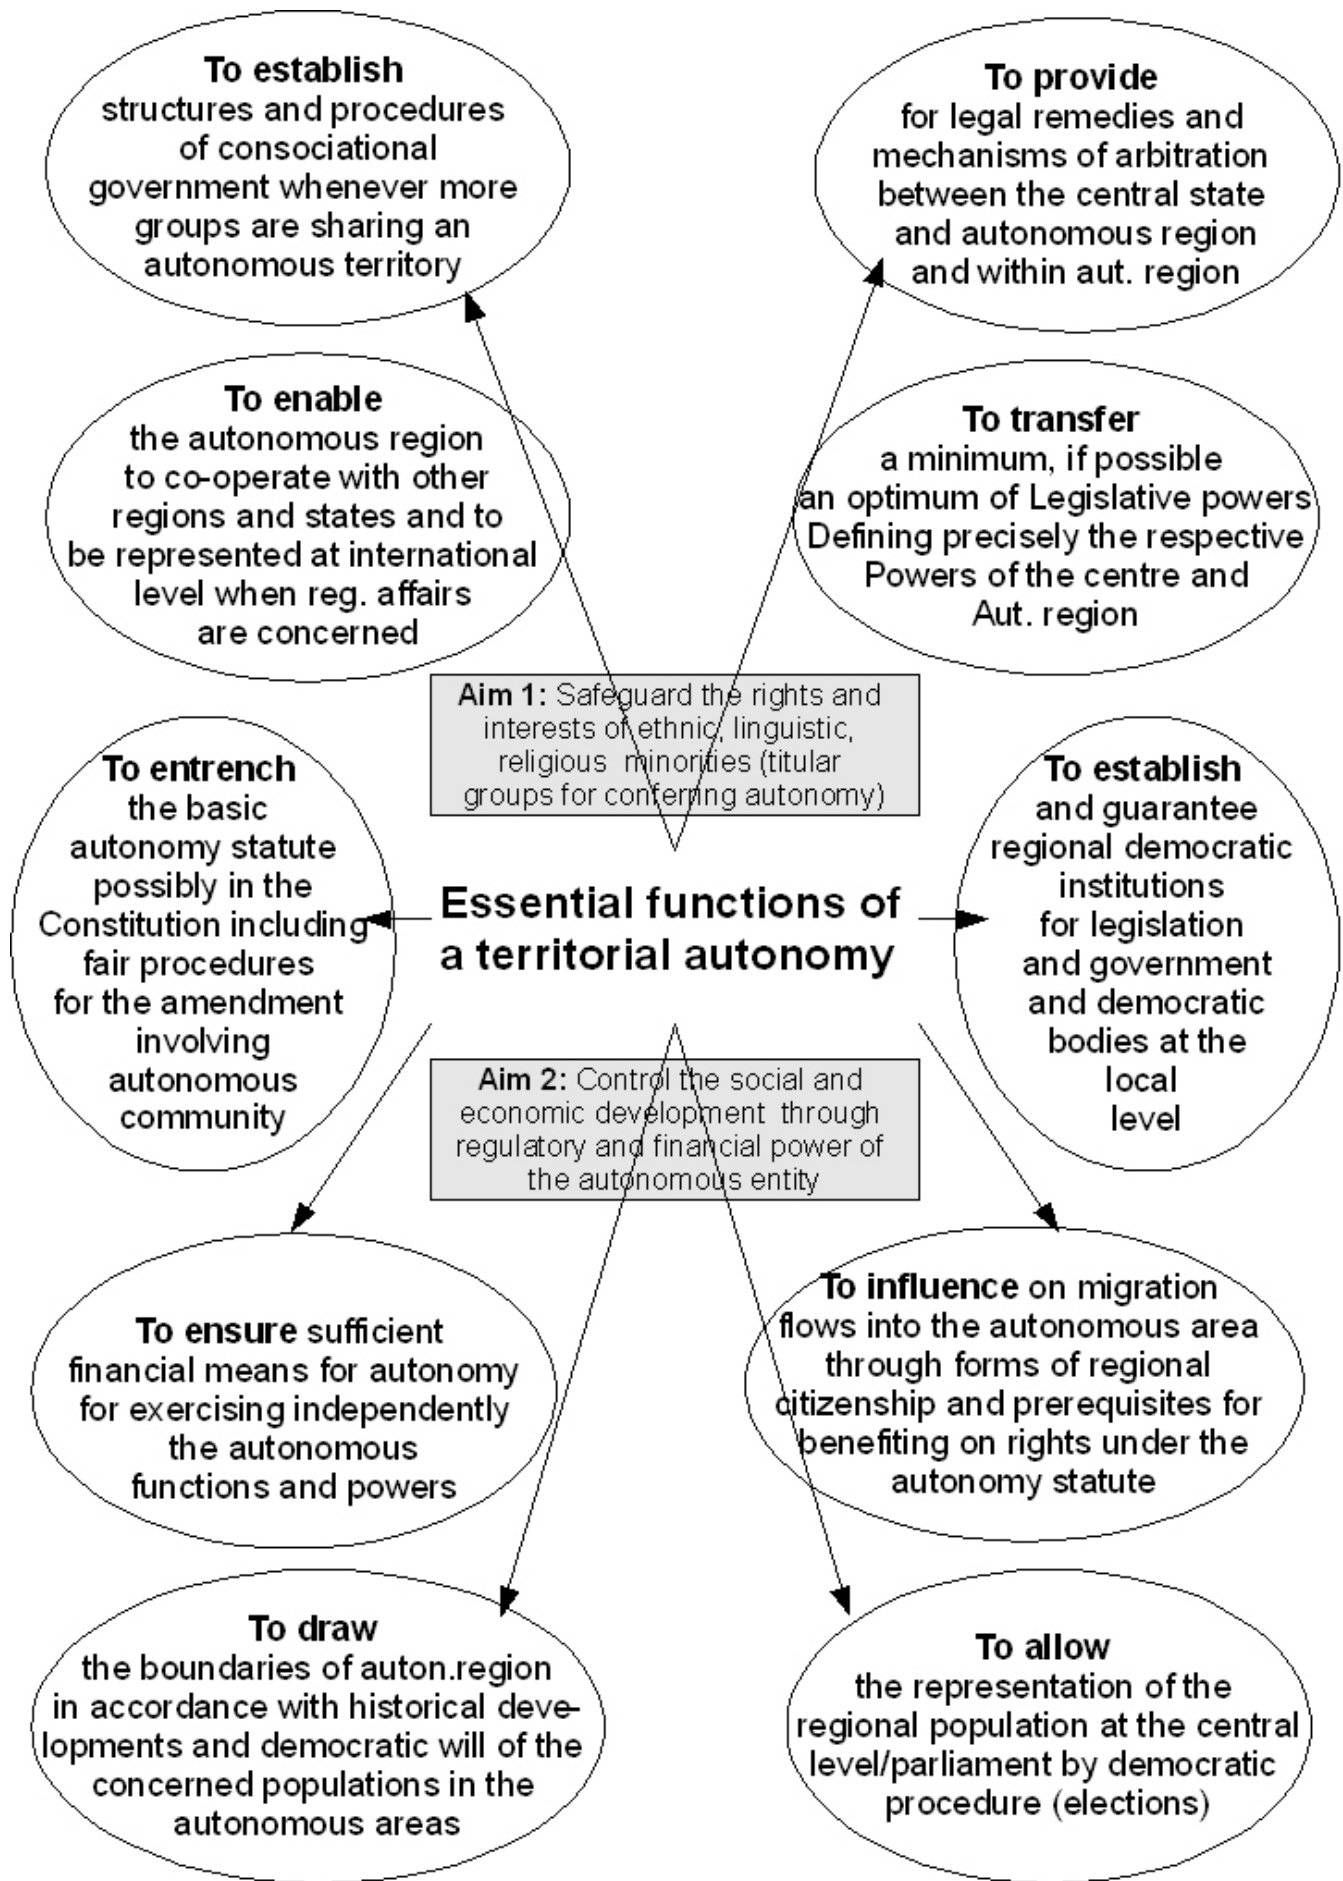 To establish
structures and procedures
of consociational
government whenever more
groups are sharing an
autonomous territory
To provide
for legal remedies and
mechanisms of arbitration
between the central state
and autonomous region
and within aut. region
To enable
the autonomous region
to co-operate with other
regions and states and to
be represented at international
level when reg. affairs
are concerned
To transfer
a minimum, if possible
an optimum of Legislative powers
Defining precisely the respective
Powers of the centre and
Aut. region
Aim 1: Safeguard the rights and
interests of ethnic, linguistic,
religious minorities (titular
groups for conferring autonomy)
To entrench
the basic
autonomy statute
possibly in the
Constitution including
fair procedures
for the amendment
involving
autonomous
community
Essential functions of
a territorial autonomy
To establish
and guarantee
regional democratic
institutions
for legislation
and government
and democratic
bodies at the
local
level
Aim 2: Control the social and
economic development through
regulatory and financial power of
the autonomous entity
To ensure sufficient
financial means for autonomy
for exercising independently
the autonomous
functions and powers
To influence on migration
flows into the autonomous area
through forms of regional
citizenship and prerequisites for
benefiting on rights under the
autonomy statute
To draw
the boundaries of auton.region
in accordance with historical deve-
lopments and democratic will of the
concerned populations in the
autonomous areas
To allow
the representation of the
regional population at the central
level/parliament by democratic
procedure (elections)